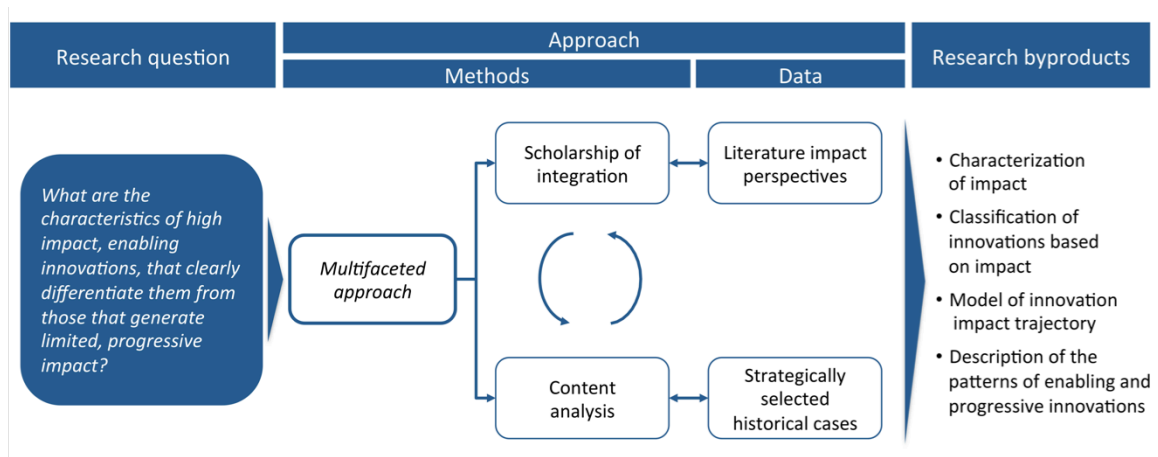 Research question
Approach
Methods
Data
Research byproducts
What are the
characteristics of high
impact, enabling
innovations, that clearly
differentiate them from
those that generate
limited, progressive
impact?
Multifaceted
approach
Scholarship of
integration
Literature impact
perspectives
Content
analysis
Strategically
selected
historical cases
• Characterization
of impact
• Classification of
innovations based
on impact
• Model of innovation
impact trajectory
• Description of the
patterns of enabling and
progressive innovations